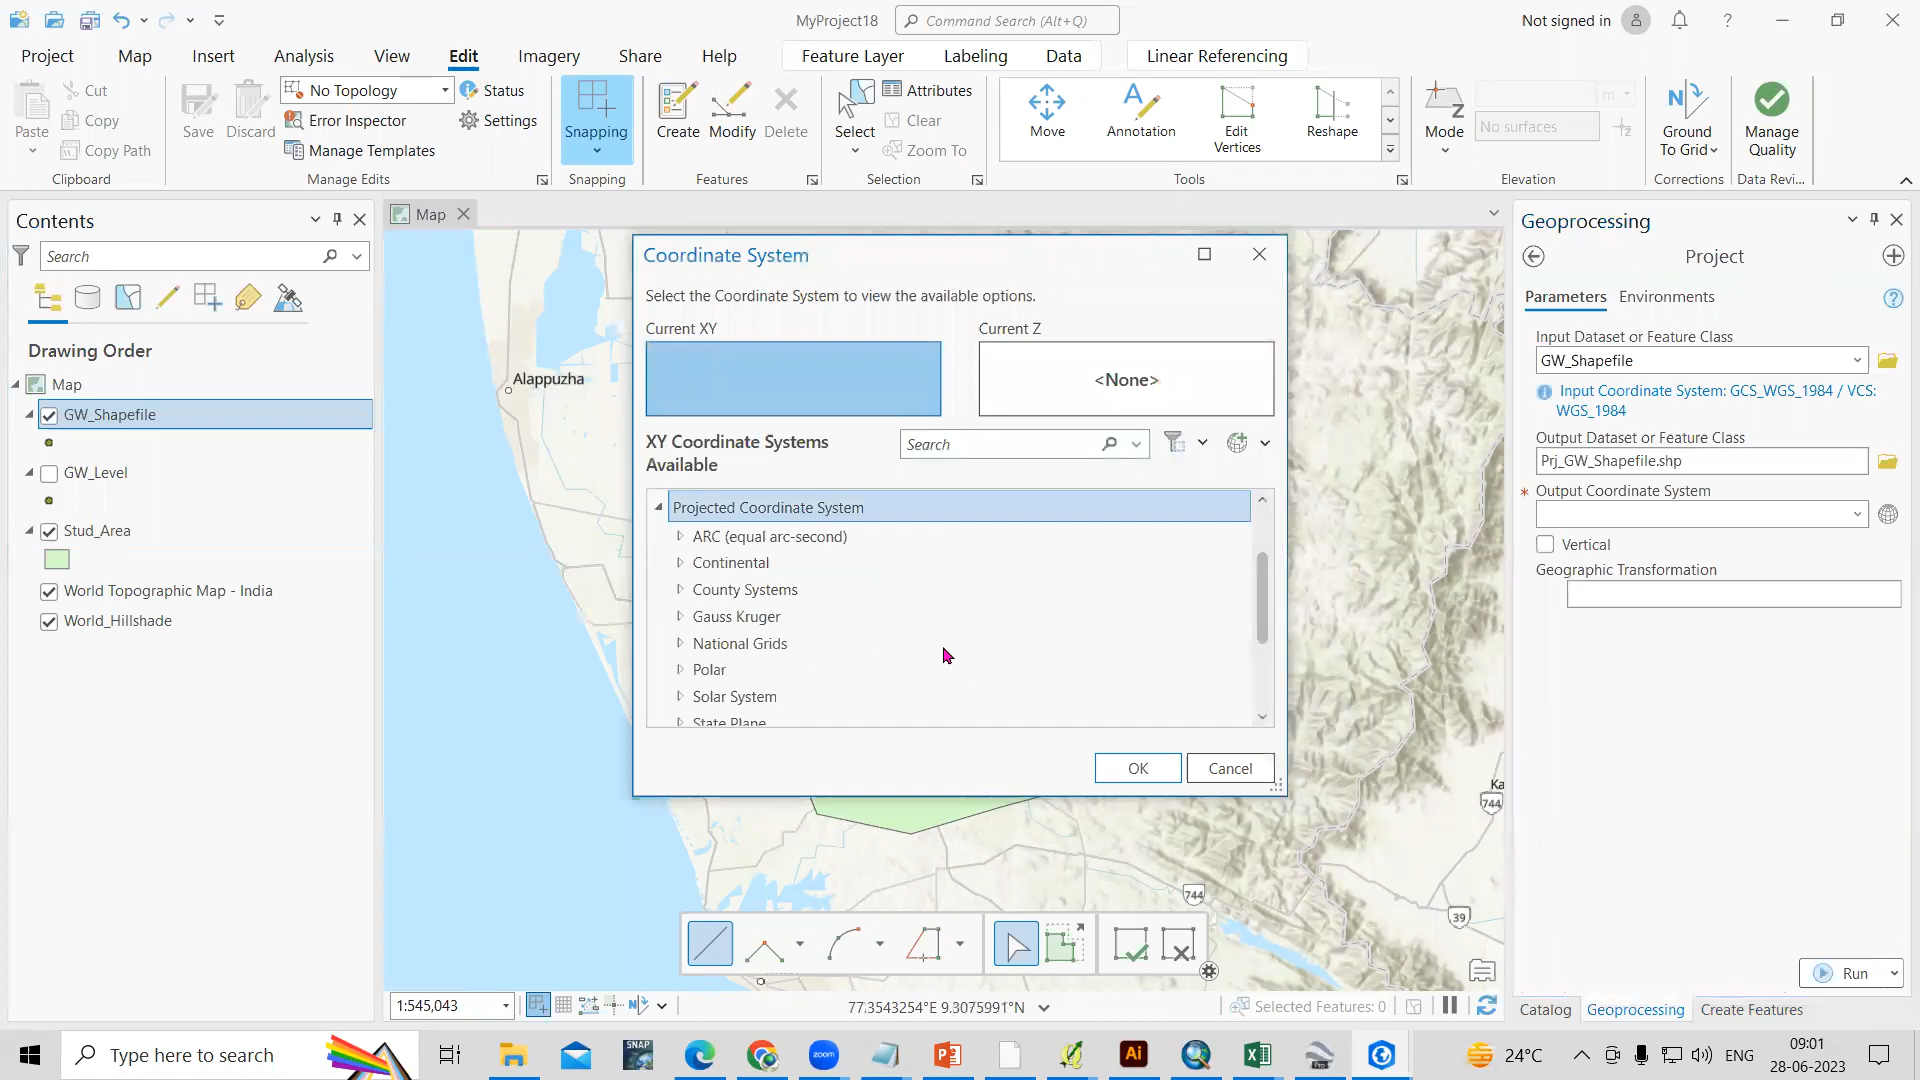 MyProject18
Command Search (Alt+Q)
Not signed in
?
Project
Map
Insert
Analysis
View
Edit
Imagery
Share
Help
Feature Layer
Labeling
Data
Linear Referencing
Paste
Cut
Copy
Copy Path
Clipboard
Save
Discard
No Topology
Error Inspector
Manage Templates
Status
Settings
Manage Edits
Snapping
Snapping
Create
Modify
Delete
Features
Select
Attributes
Clear
Zoom To
Selection
Move
Annotation
Edit
Vertices
Reshape
Tools
Mode
m
No surfaces
Elevation
Ground
To Grid
Corrections
Manage
Quality
Data Revi...
Contents
Search
Drawing Order
Map
GW_Shapefile
GW_Level
Stud_Area
World Topographic Map - India
World_Hillshade
Map
Alappuzha
Coordinate System
Select the Coordinate System to view the available options.
Current XY
Current Z
<None>
XY Coordinate Systems
Available
Search
Projected Coordinate System
ARC (equal arc-second)
Continental
County Systems
Gauss Kruger
National Grids
Polar
Solar System
State Plane
OK
Cancel
Ka
744
744
39
1:545,043
77.3543254°E 9.3075991°N
Selected Features: 0
Geoprocessing
Project
Parameters
Environments
?
Input Dataset or Feature Class
GW_Shapefile
Input Coordinate System: GCS_WGS_1984 / VCS:
WGS_1984
Output Dataset or Feature Class
Prj_GW_Shapefile.shp
* Output Coordinate System
Vertical
Geographic Transformation
Run
Catalog
Geoprocessing
Create Features
Type here to search
SNAP
zoom
Ai
Pro
24°C
ENG
09:01
28-06-2023